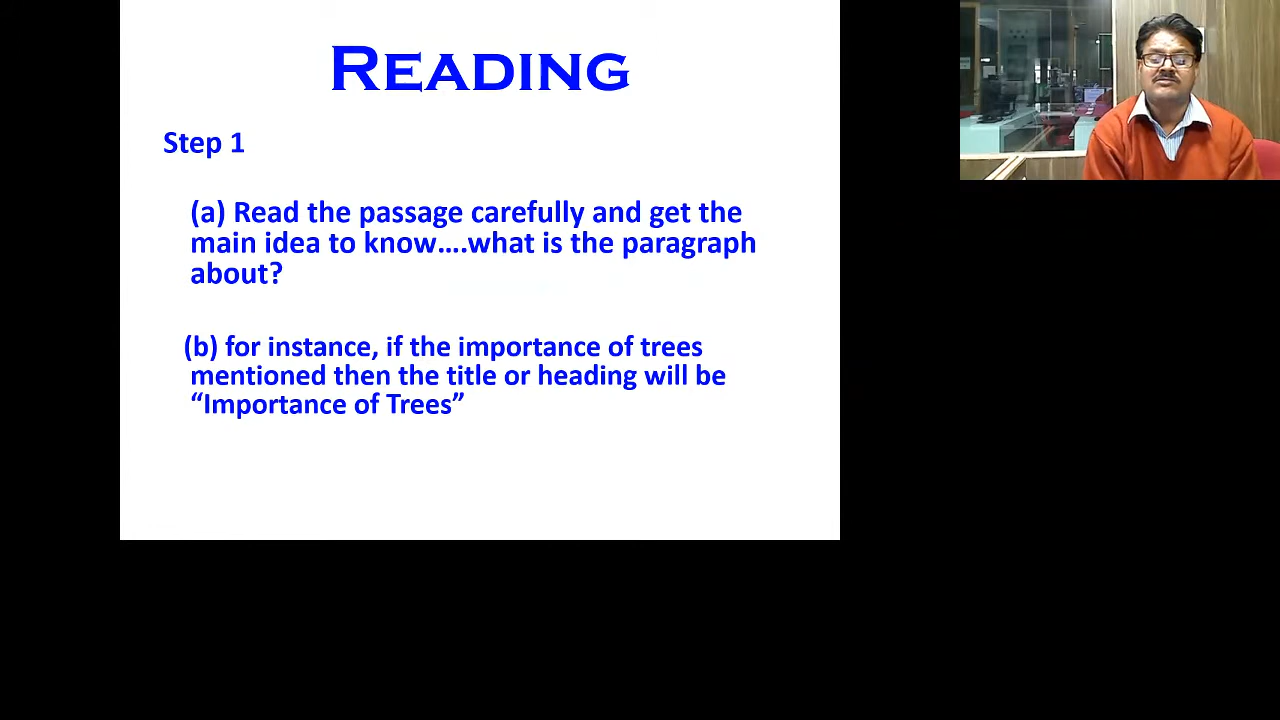 READING
Step 1
(a) Read the passage carefully and get the
main idea to know....what is the paragraph
about?
(b) for instance, if the importance of trees
mentioned then the title or heading will be
“Importance of Trees”